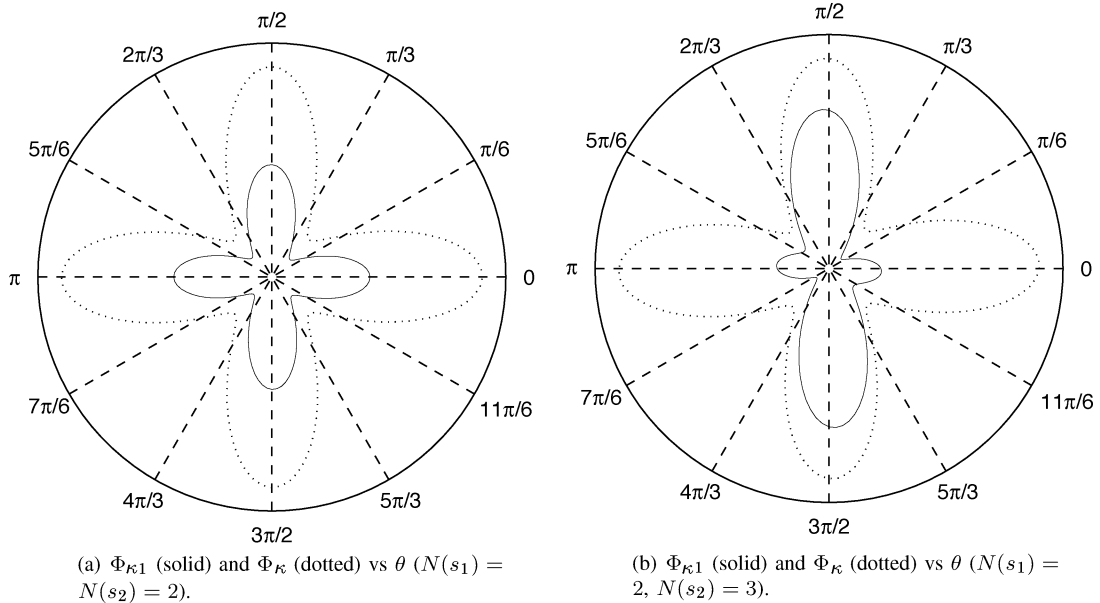 π/2
2π/3
π/3
5π/6
π/6
π
0
7π/6
11π/6
4π/3
5π/3
3π/2
(a) Φκ1 (solid) and Φκ (dotted) vs θ (N(s1) =
N(s2) = 2).
π/2
2π/3
π/3
5π/6
π/6
π
0
7π/6
11π/6
4π/3
5π/3
3π/2
(b) Φκ1 (solid) and Φκ (dotted) vs θ (N(s1) =
2, N(s2) = 3).